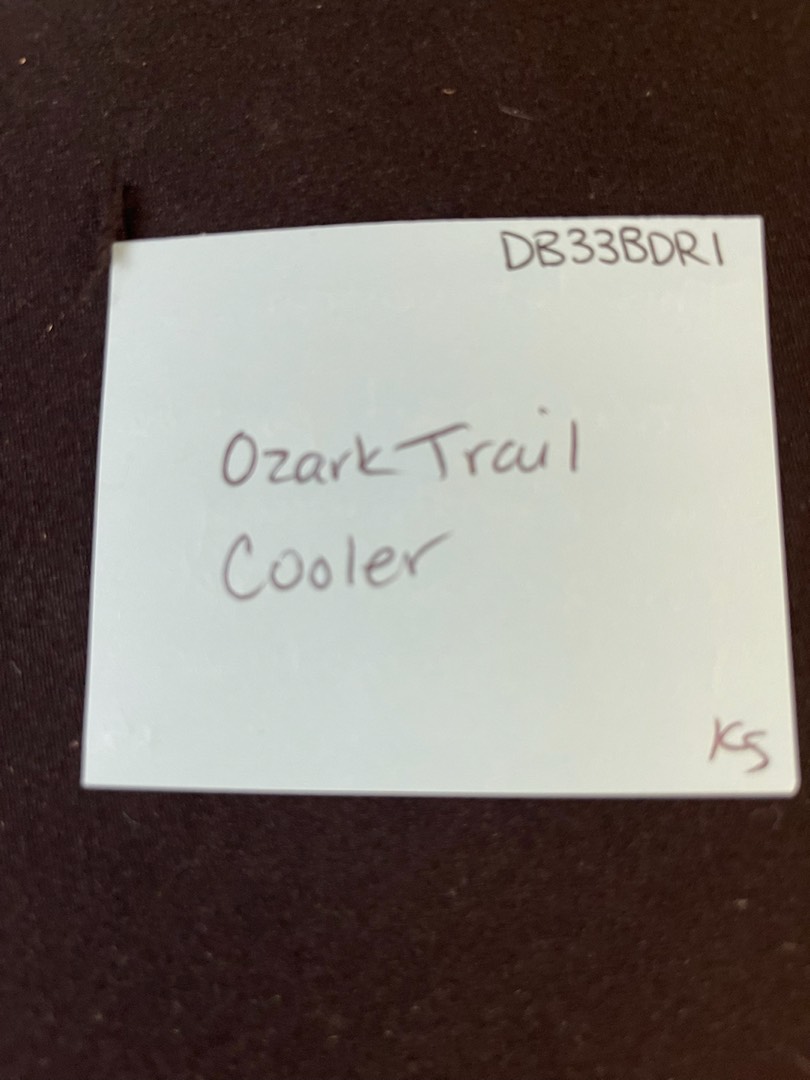 DB33BDR1
Ozark Trail
Cooler
KS